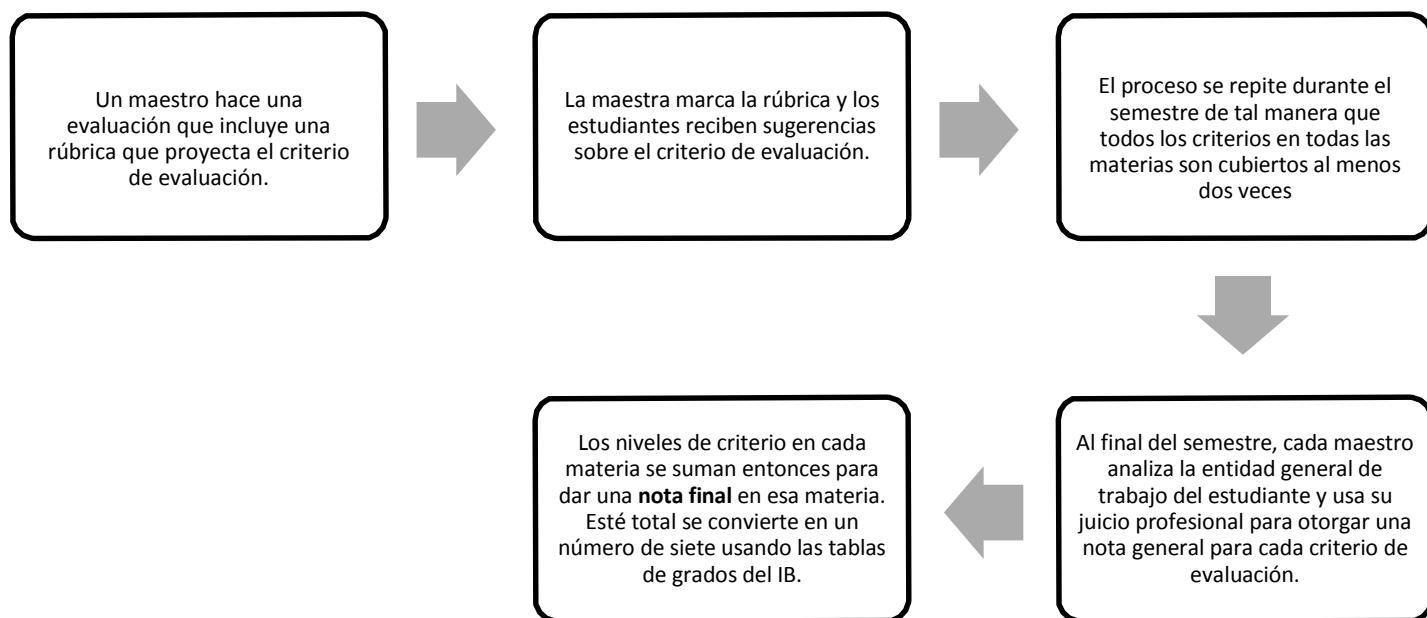 Un maestro hace una
evaluación que incluye una
rúbrica que proyecta el criterio
de evaluación.
La maestra marca la rúbrica y los
estudiantes reciben sugerencias
sobre el criterio de evaluación.
El proceso se repite durante el
semestre de tal manera que
todos los criterios en todas las
materias son cubiertos al menos
dos veces
Al final del semestre, cada maestro
analiza la entidad general de
trabajo del estudiante y usa su
juicio profesional para otorgar una
nota general para cada criterio de
evaluación.
Los niveles de criterio en cada
materia se suman entonces para
dar una nota final en esa materia.
Esté total se convierte en un
número de siete usando las tablas
de grados del IB.